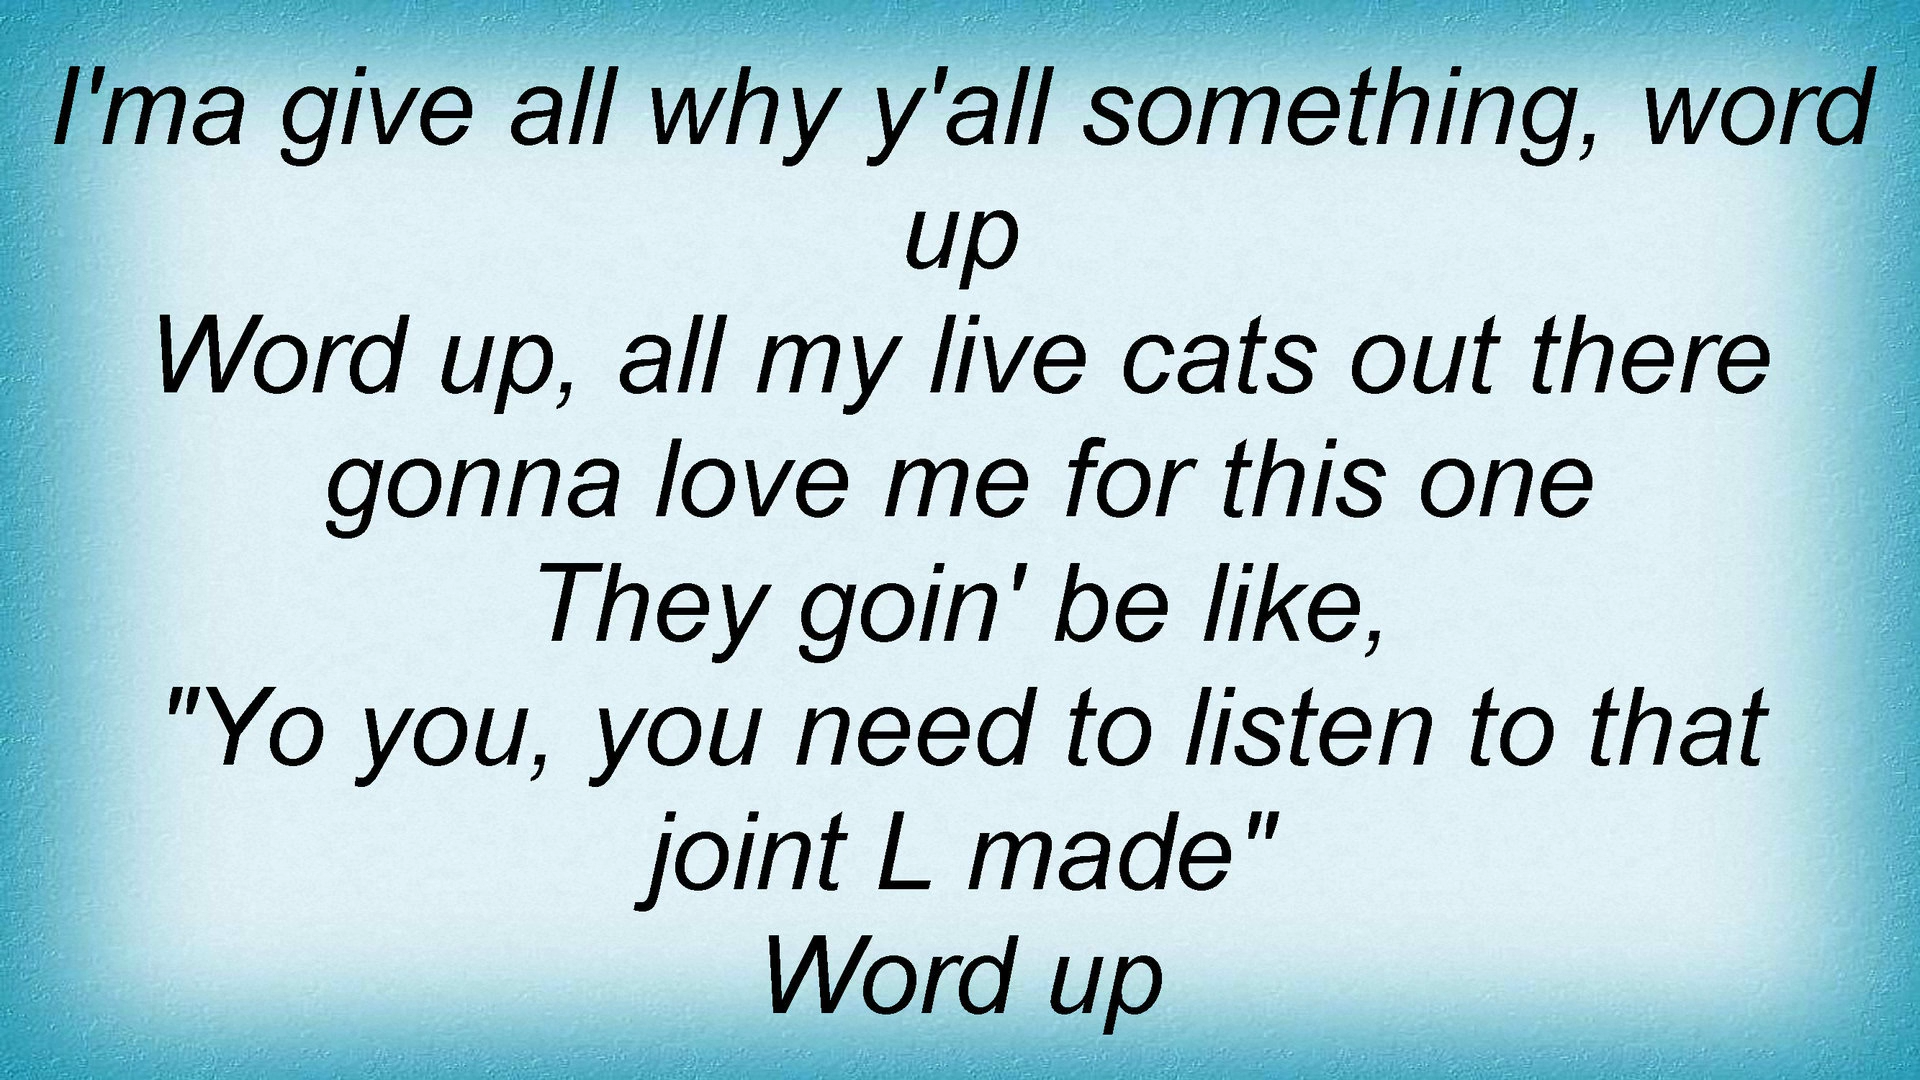 I'ma give all why y'all something, word
up
Word up, all my live cats out there
gonna love me for this one
They goin' be like,
"Yo you, you need to listen to that
joint L made"
Word up